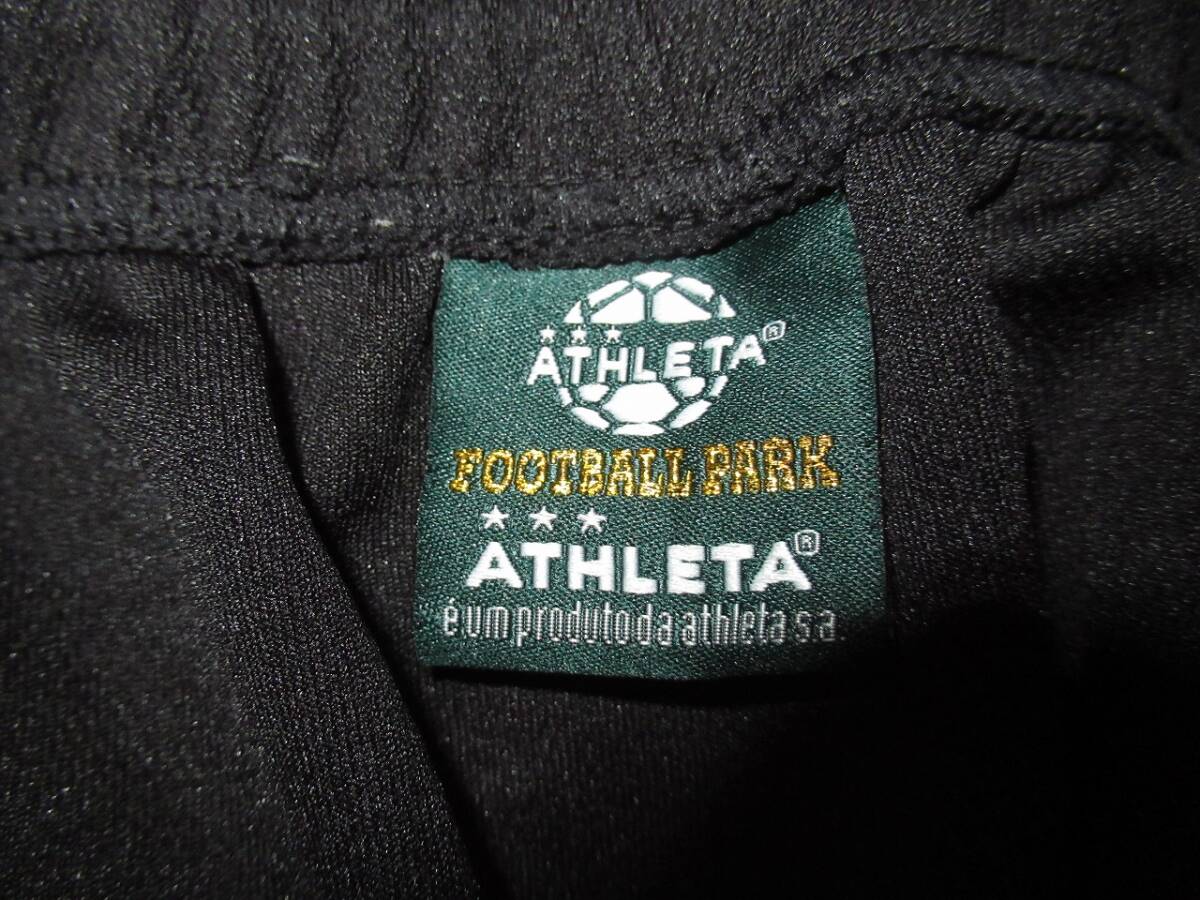 ★★★
ATHLETA®
FOOTBALL PARK
★★★
ATHLETA®
é um produto da athleta s.a.